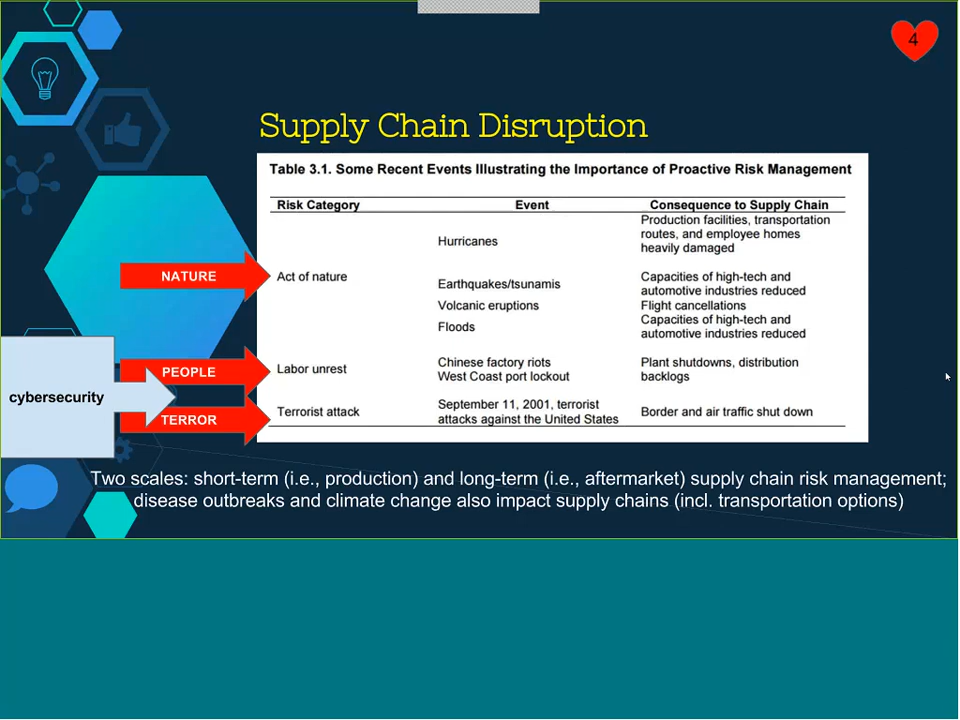 4
Supply Chain Disruption
Table 3.1. Some Recent Events Illustrating the Importance of Proactive Risk Management
Risk Category Event Consequence to Supply Chain
Hurricanes Production facilities, transportation
routes, and employee homes
heavily damaged
NATURE
Act of nature
Earthquakes/tsunamis Capacities of high-tech and
automotive industries reduced
Volcanic eruptions Flight cancellations
Floods Capacities of high-tech and
automotive industries reduced
PEOPLE
Labor unrest Chinese factory riots Plant shutdowns, distribution
West Coast port lockout backlogs
cybersecurity
TERROR
Terrorist attack September 11, 2001, terrorist Border and air traffic shut down
attacks against the United States
Two scales: short-term (i.e., production) and long-term (i.e., aftermarket) supply chain risk management;
disease outbreaks and climate change also impact supply chains (incl. transportation options)